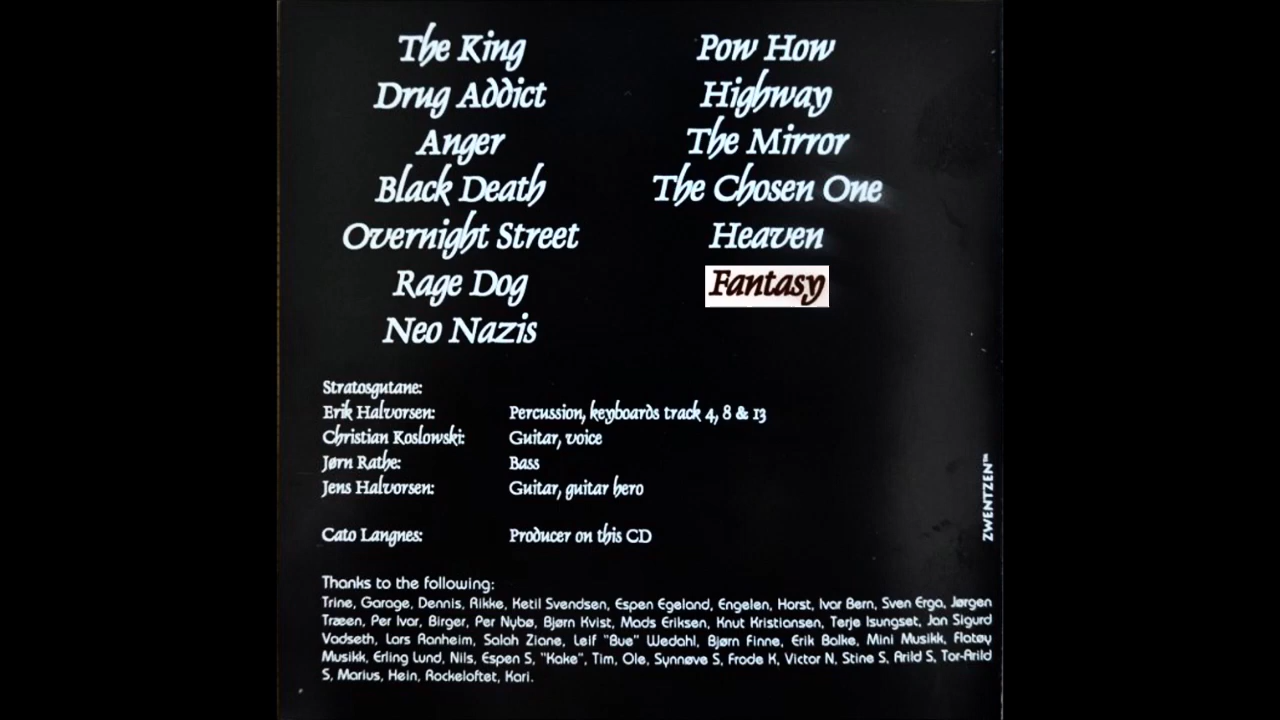 The King
Drug Addict
Anger
Black Death
Overnight Street
Rage Dog
Neo Nazis
Pow How
Highway
The Mirror
The Chosen One
Heaven
Fantasy
Stratosgutane:
Erik Halvorsen: Percussion, keyboards track 4, 8 & 13
Christian Koslowski: Guitar, voice
Jørn Rathe: Bass
Jens Halvorsen: Guitar, guitar hero
Cato Langnes: Producer on this CD
Thanks to the following:
Trine, Garage, Dennis, Rikke, Ketil Svendsen, Espen Egeland, Engelen, Horst, Ivar Bern, Sven Erga, Jørgen
Træen, Per Ivar, Birger, Per Nybø, Bjørn Kvist, Mads Eriksen, Knut Kristiansen, Terje Isungset, Jan Sigurd
Vadseth, Lars Ranheim, Salah Ziane, Leif "Bue" Wedahl, Bjørn Finne, Erik Balke, Mini Musikk, Flatøy
Musikk, Erling Lund, Nils, Espen S, "Kake", Tim, Ole, Synnøve S, Frode K, Victor N, Stine S, Arild S, Tor-Arild
S, Marius, Hein, Rockeloftet, Kari.
ZWENTZEN™